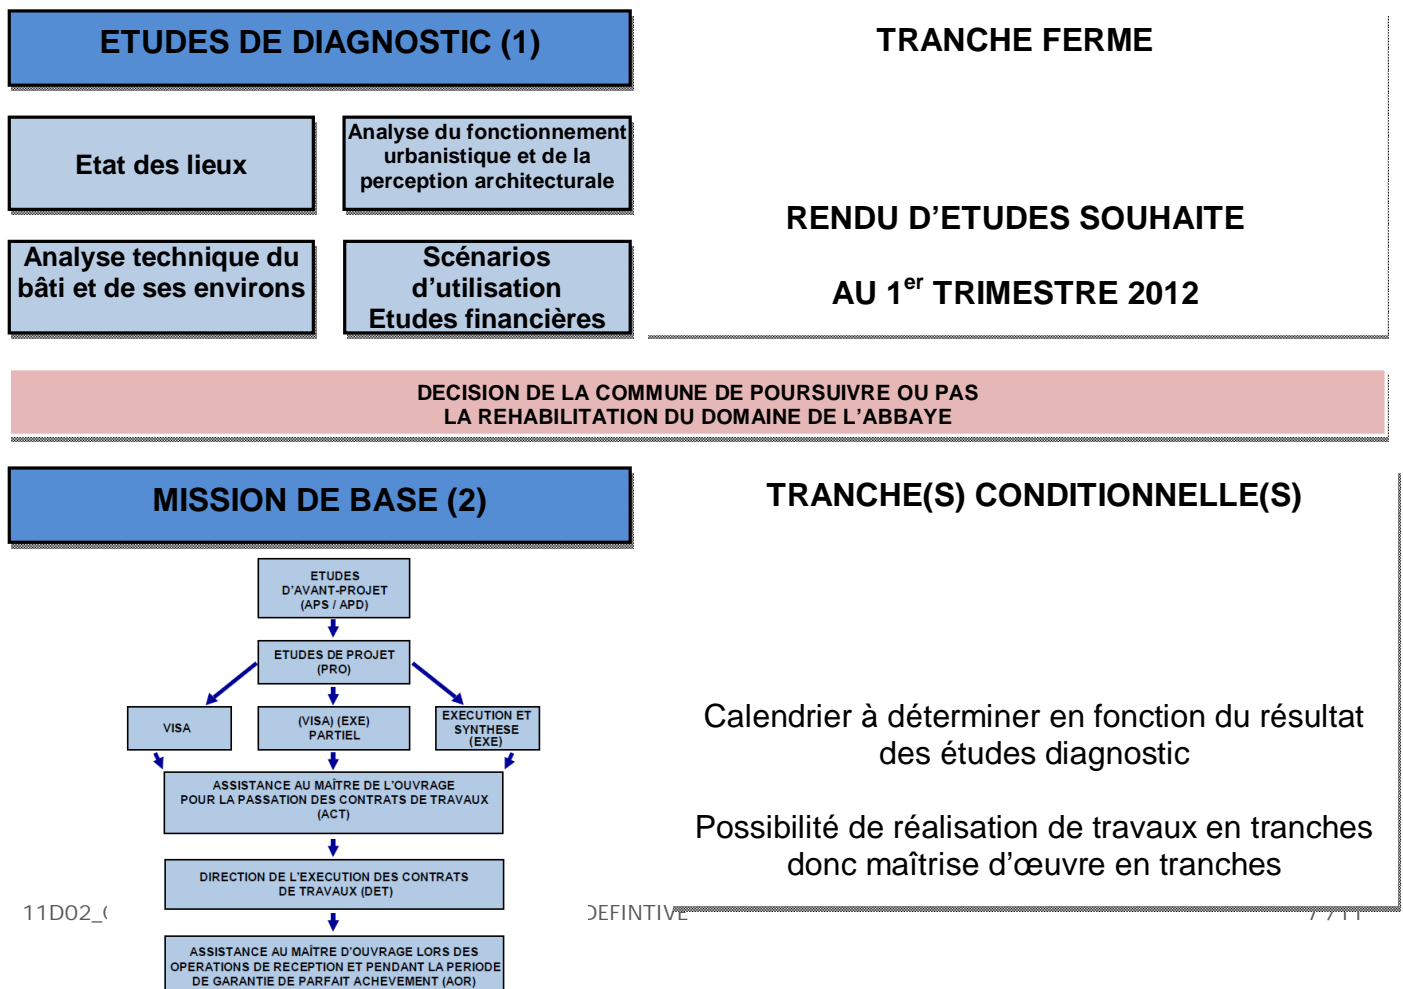 ETUDES DE DIAGNOSTIC (1)
TRANCHE FERME
Etat des lieux
Analyse du fonctionnement
urbanistique et de la
perception architecturale
Analyse technique du
bâti et de ses environs
Scénarios
d'utilisation
Etudes financières
RENDU D'ETUDES SOUHAITE
AU 1er TRIMESTRE 2012
DECISION DE LA COMMUNE DE POURSUIVRE OU PAS
LA REHABILITATION DU DOMAINE DE L'ABBAYE
MISSION DE BASE (2)
TRANCHE(S) CONDITIONNELLE(S)
ETUDES
D'AVANT-PROJET
(APS / APD)
ETUDES DE PROJET
(PRO)
VISA
(VISA) (EXE)
PARTIEL
EXECUTION ET
SYNTHESE
(EXE)
ASSISTANCE AU MAÎTRE DE L'OUVRAGE
POUR LA PASSATION DES CONTRATS DE TRAVAUX
(ACT)
DIRECTION DE L'EXECUTION DES CONTRATS
DE TRAVAUX (DET)
ASSISTANCE AU MAÎTRE D'OUVRAGE LORS DES
OPERATIONS DE RECEPTION ET PENDANT LA PERIODE
DE GARANTIE DE PARFAIT ACHEVEMENT (AOR)
Calendrier à déterminer en fonction du résultat
des études diagnostic
Possibilité de réalisation de travaux en tranches
donc maîtrise d'œuvre en tranches
11D02_ DEFINTIVE